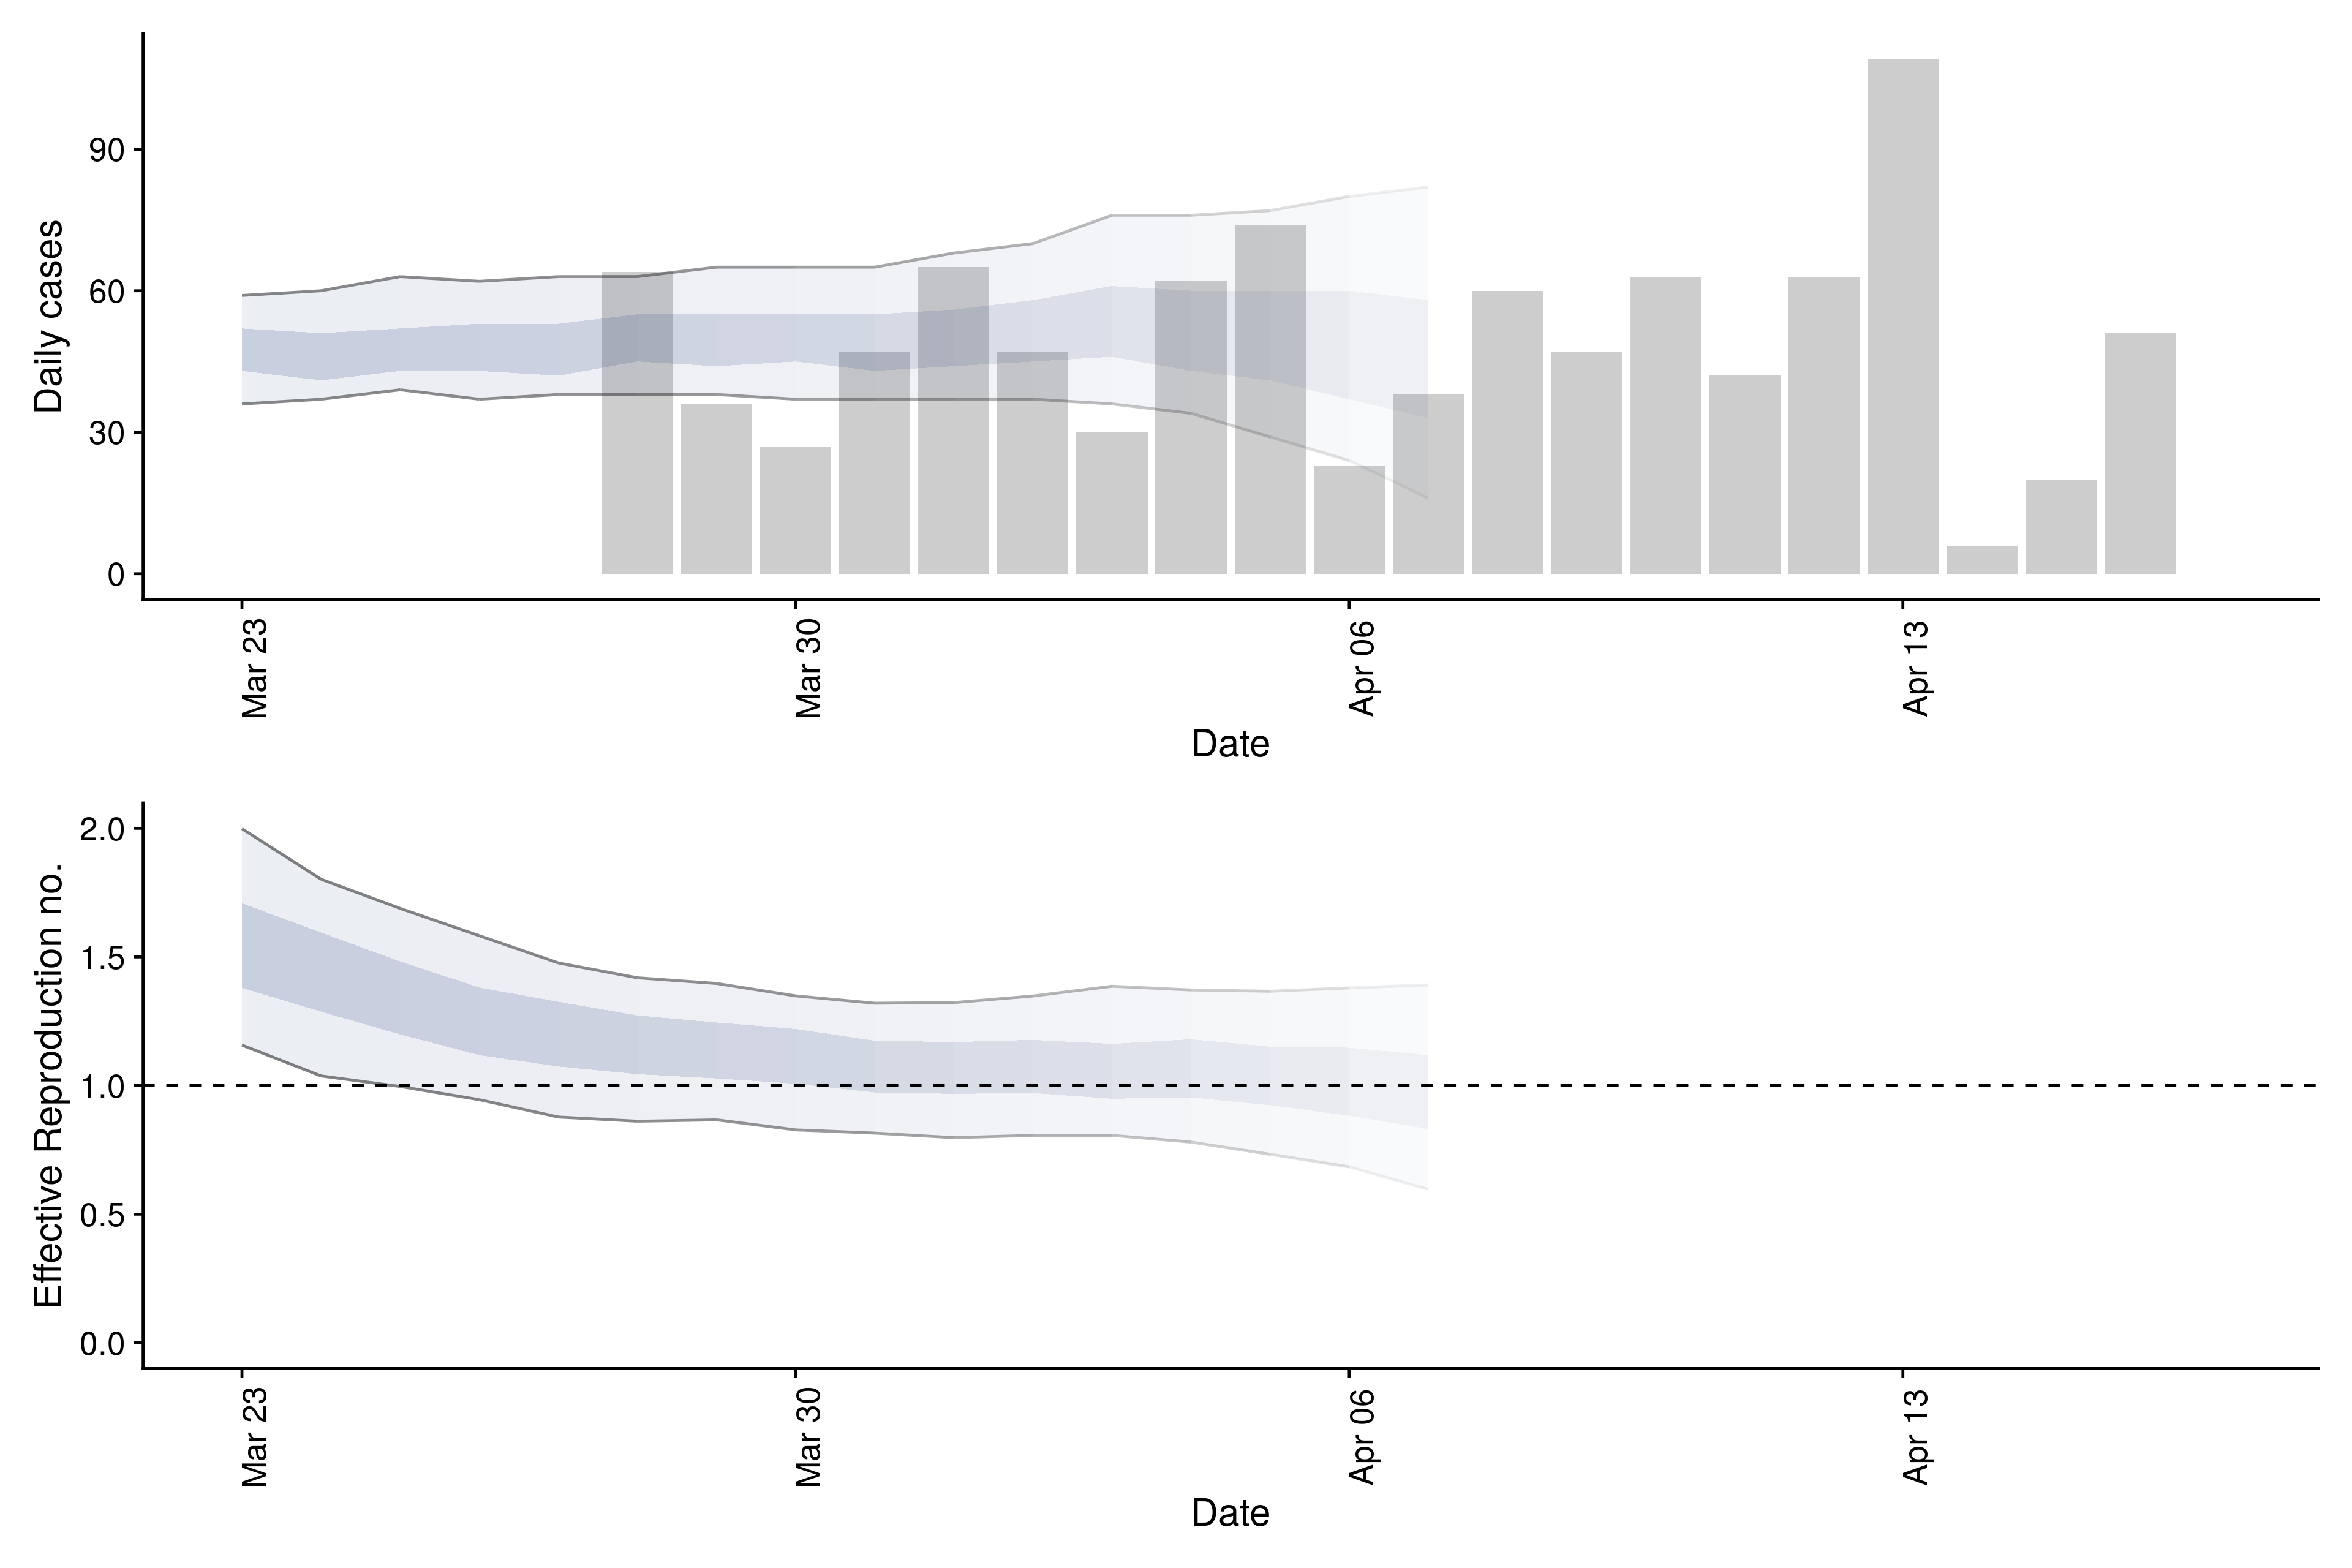 Daily cases
90
60
30
0
Mar 23
Mar 30
Apr 06
Apr 13
Date
Effective Reproduction no.
2.0
1.5
1.0
0.5
0.0
Mar 23
Mar 30
Apr 06
Apr 13
Date